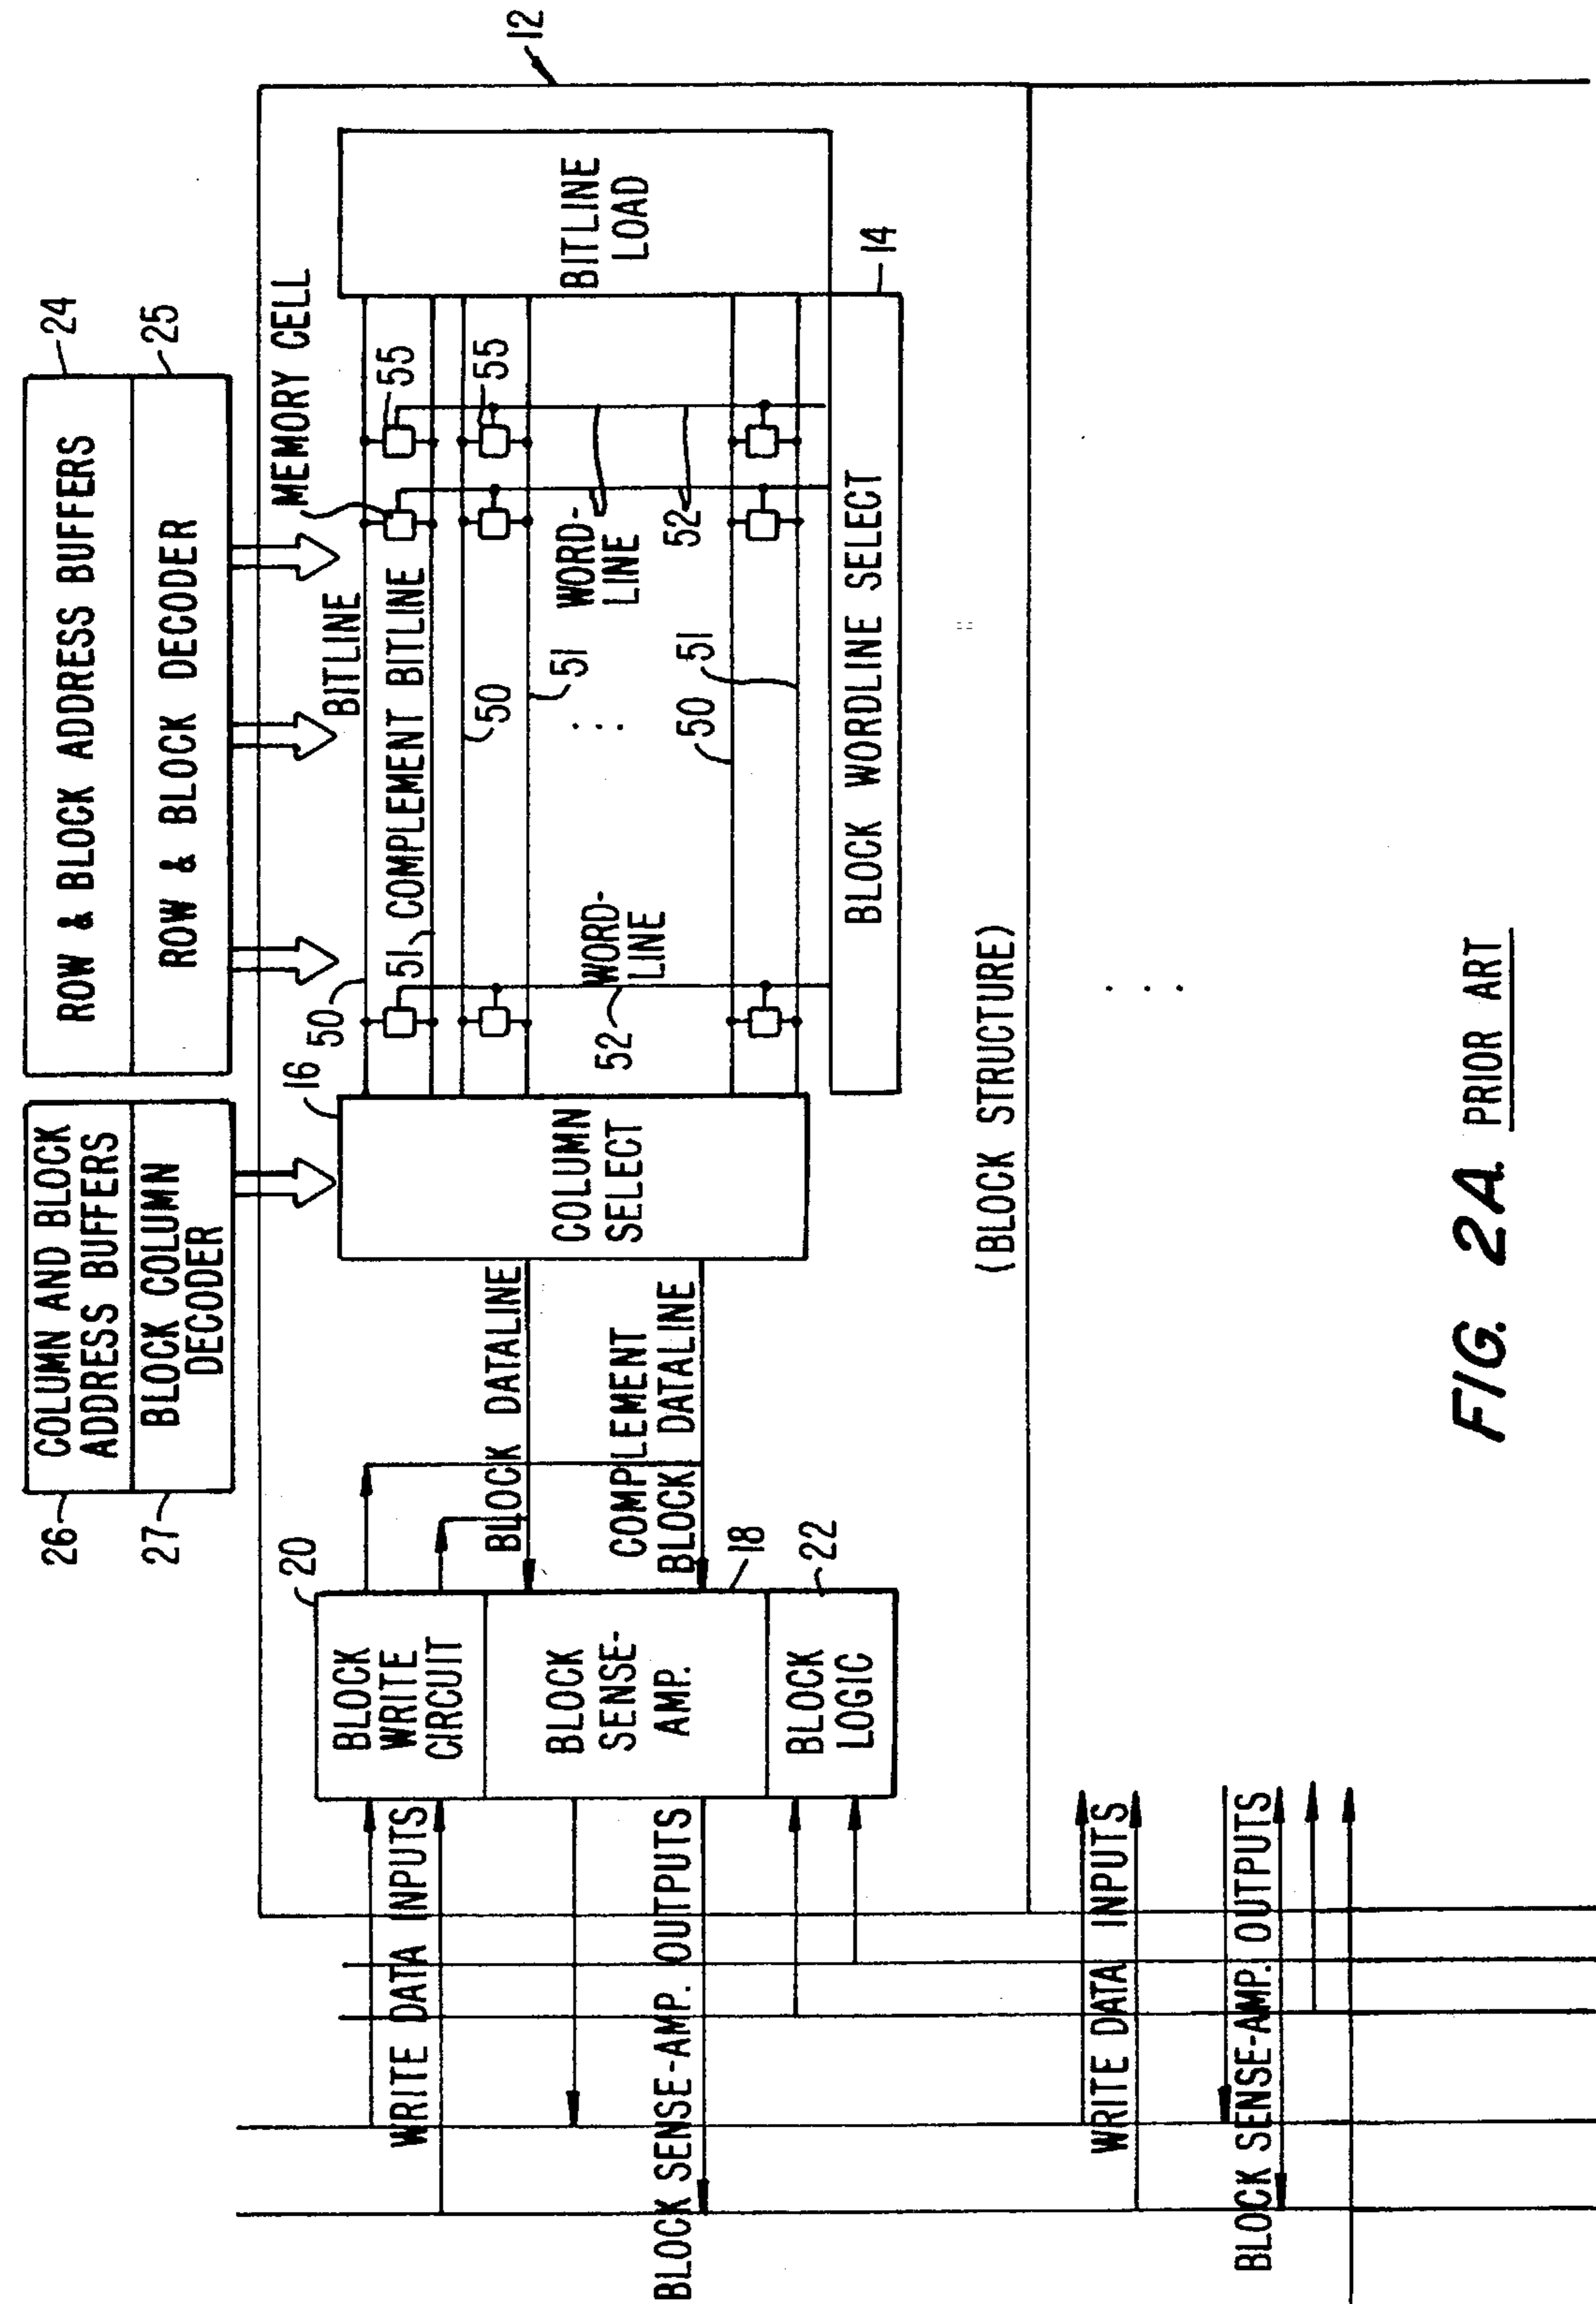 26
COLUMN AND BLOCK
ADDRESS BUFFERS
27
BLOCK COLUMN
DECODER
ROW & BLOCK ADDRESS BUFFERS
24
ROW & BLOCK DECODER
25
12
20
BLOCK
WRITE
CIRCUIT
BLOCK
SENSE-
AMP.
18
BLOCK
LOGIC
22
WRITE DATA INPUTS
BLOCK SENSE-AMP. OUTPUTS
BLOCK DATALINE
COMPLEMENT
BLOCK DATALINE
16
COLUMN
SELECT
50
BITLINE
MEMORY CELL
51
COMPLEMENT BITLINE
55
50
55
51
52
WORD-
LINE
WORD-
LINE
52
50
51
BITLINE
LOAD
BLOCK WORDLINE SELECT
14
(BLOCK STRUCTURE)
WRITE DATA INPUTS
BLOCK SENSE-AMP. OUTPUTS
. . .
FIG. 2A. PRIOR ART